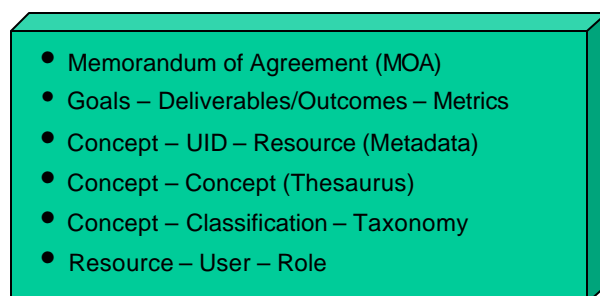 • Memorandum of Agreement (MOA)
• Goals – Deliverables/Outcomes – Metrics
• Concept – UID – Resource (Metadata)
• Concept – Concept (Thesaurus)
• Concept – Classification – Taxonomy
• Resource – User – Role